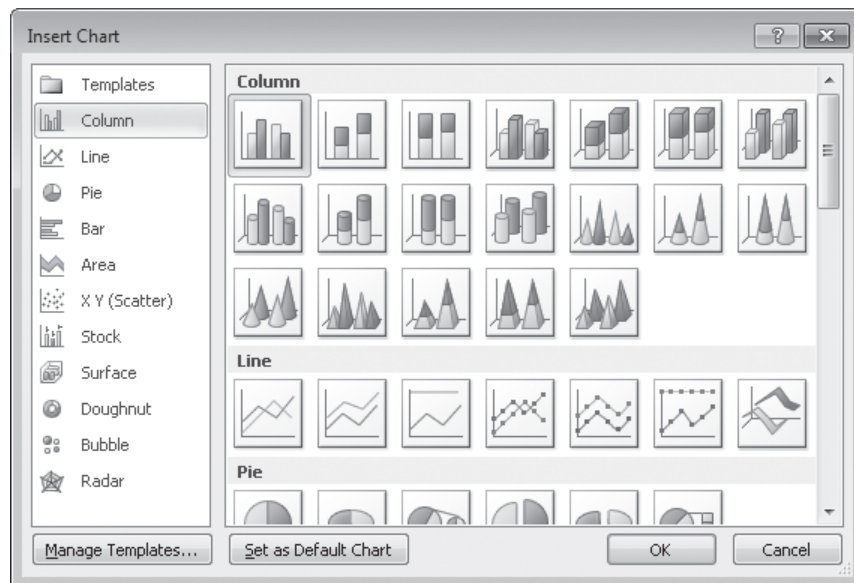 Insert Chart
Templates
Column
Line
Pie
Bar
Area
X Y (Scatter)
Stock
Surface
Doughnut
Bubble
Radar
Column
Line
Pie
Manage Templates...
Set as Default Chart
OK
Cancel